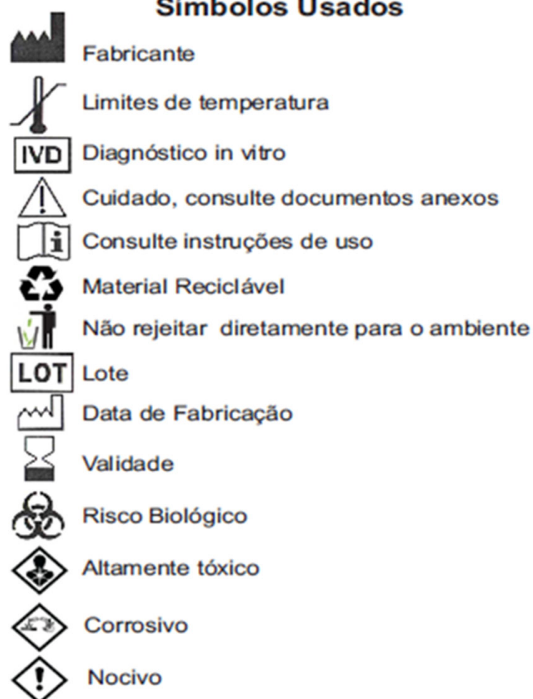 Símbolos Usados
Fabricante
Limites de temperatura
IVD Diagnóstico in vitro
Cuidado, consulte documentos anexos
i Consulte instruções de uso
Material Reciclável
Não rejeitar diretamente para o ambiente
LOT Lote
Data de Fabricação
Validade
Risco Biológico
Altamente tóxico
Corrosivo
Nocivo